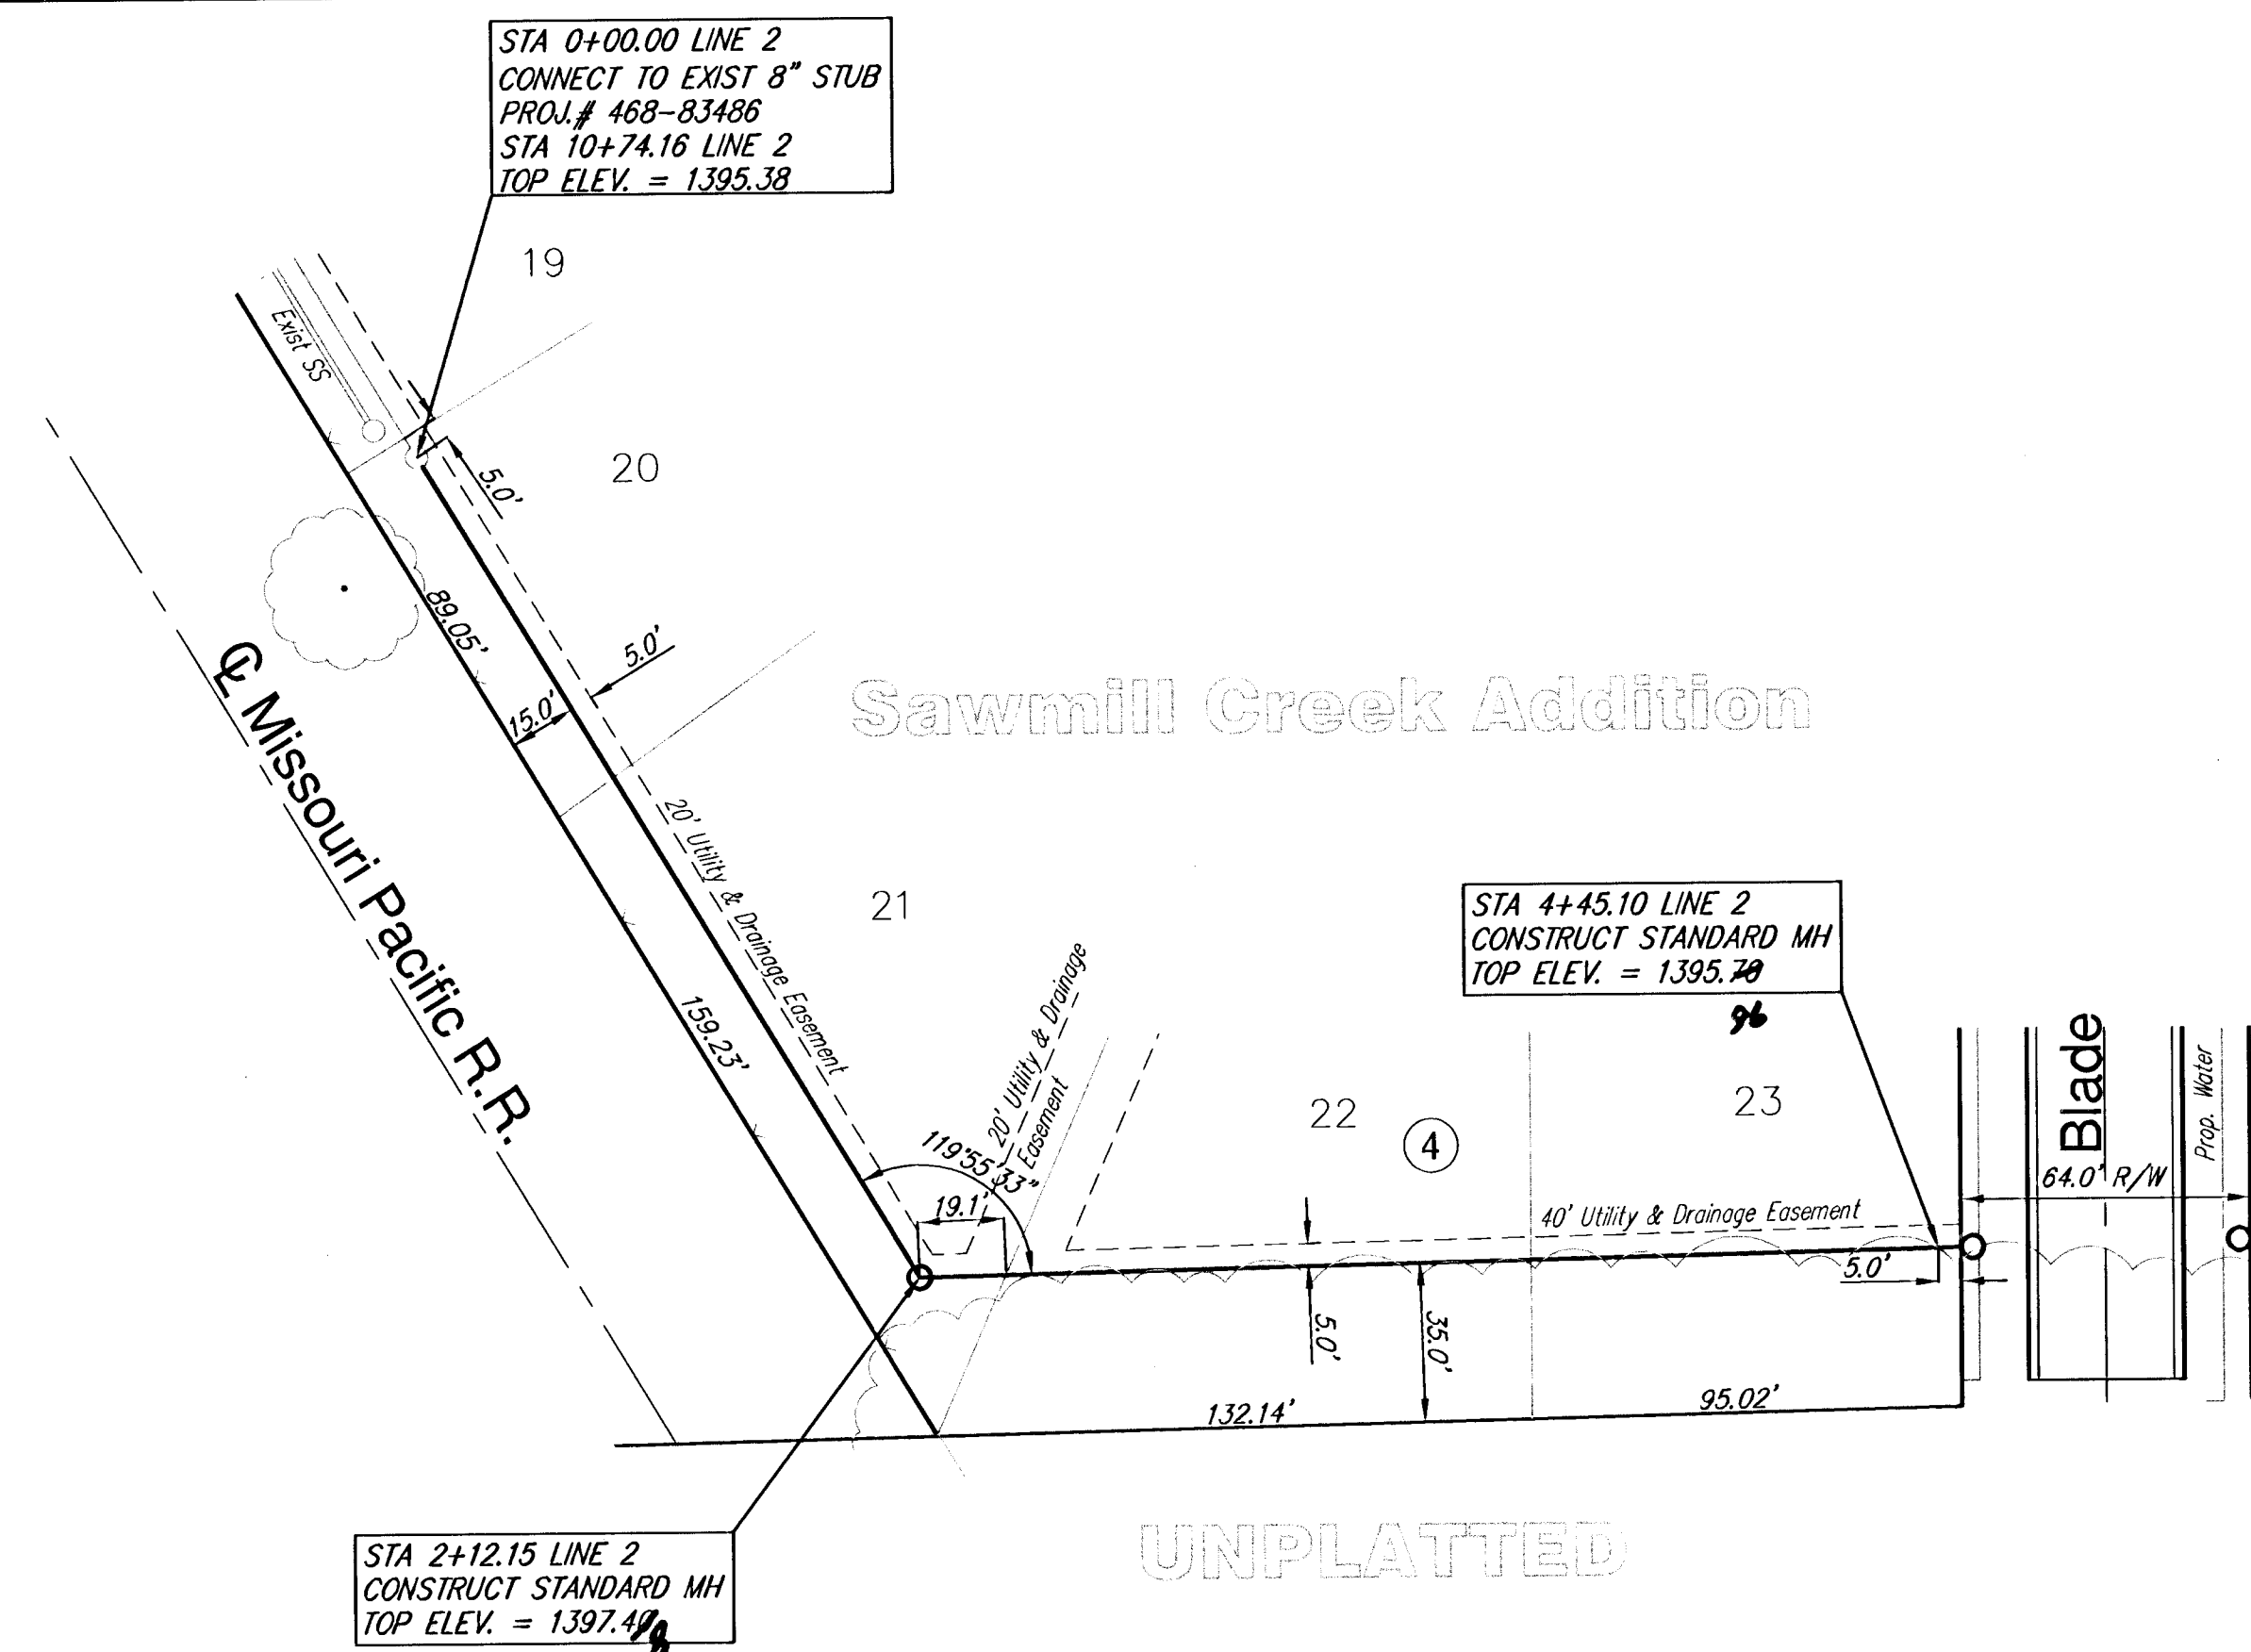 STA 0+00.00 LINE 2
CONNECT TO EXIST 8" STUB
PROJ.# 468-83486
STA 10+74.16 LINE 2
TOP ELEV. = 1395.38
19
Exist SS
20
5.0'
89.05'
5.0'
15.0'
Sawmill Creek Addition
℄ Missouri Pacific R.R.
20' Utility & Drainage Easement
21
159.23'
20' Utility & Drainage
Easement
119°55'33"
19.1'
STA 4+45.10 LINE 2
CONSTRUCT STANDARD MH
TOP ELEV. = 1395.70
96
22
4
23
Blade
Prop. Water
64.0' R/W
40' Utility & Drainage Easement
5.0'
5.0'
35.0'
132.14'
95.02'
UNPLATTED
STA 2+12.15 LINE 2
CONSTRUCT STANDARD MH
TOP ELEV. = 1397.4